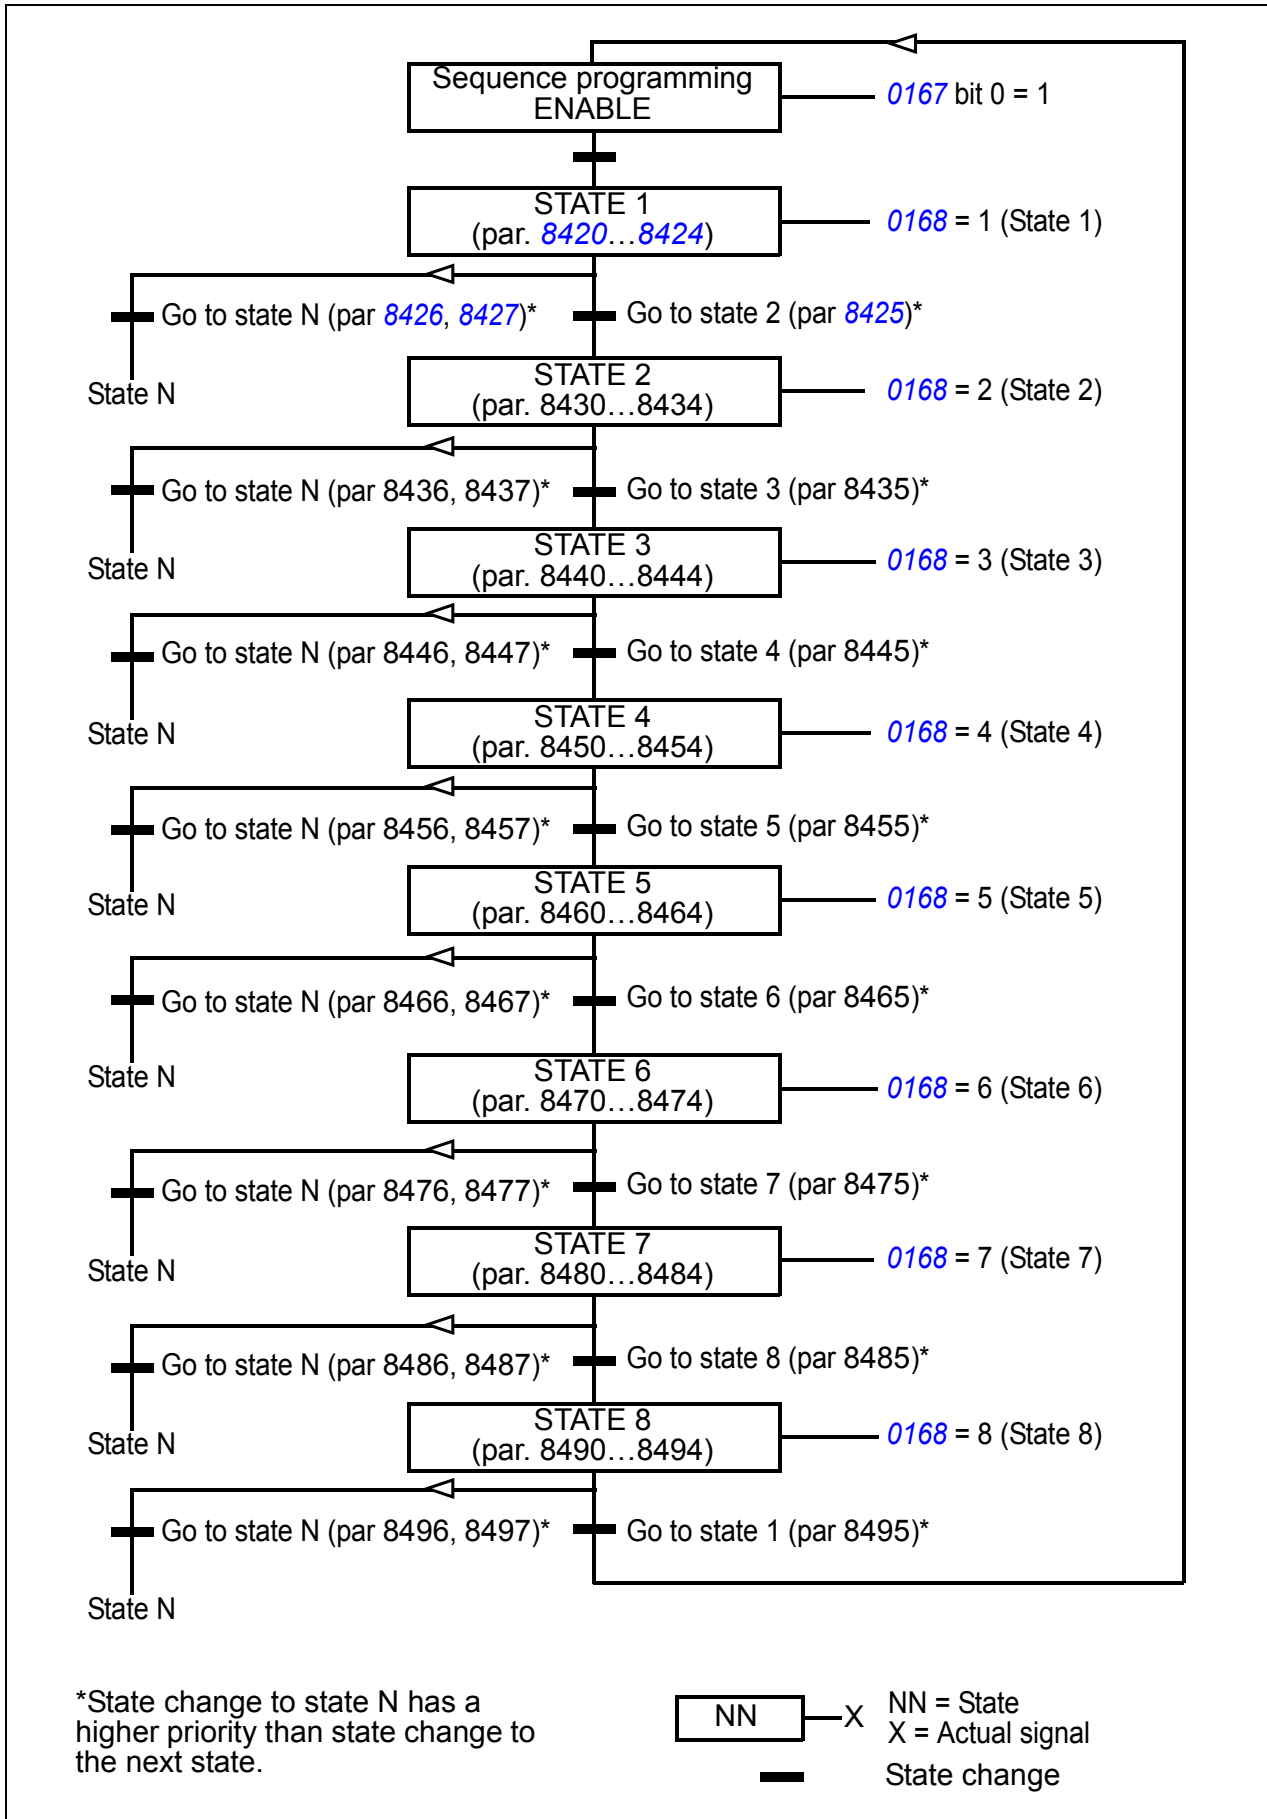 Sequence programming
ENABLE
0167 bit 0 = 1
STATE 1
(par. 8420…8424)
0168 = 1 (State 1)
Go to state N (par 8426, 8427)*
Go to state 2 (par 8425)*
State N
STATE 2
(par. 8430…8434)
0168 = 2 (State 2)
Go to state N (par 8436, 8437)*
Go to state 3 (par 8435)*
State N
STATE 3
(par. 8440…8444)
0168 = 3 (State 3)
Go to state N (par 8446, 8447)*
Go to state 4 (par 8445)*
State N
STATE 4
(par. 8450…8454)
0168 = 4 (State 4)
Go to state N (par 8456, 8457)*
Go to state 5 (par 8455)*
State N
STATE 5
(par. 8460…8464)
0168 = 5 (State 5)
Go to state N (par 8466, 8467)*
Go to state 6 (par 8465)*
State N
STATE 6
(par. 8470…8474)
0168 = 6 (State 6)
Go to state N (par 8476, 8477)*
Go to state 7 (par 8475)*
State N
STATE 7
(par. 8480…8484)
0168 = 7 (State 7)
Go to state N (par 8486, 8487)*
Go to state 8 (par 8485)*
State N
STATE 8
(par. 8490…8494)
0168 = 8 (State 8)
Go to state N (par 8496, 8497)*
Go to state 1 (par 8495)*
State N
*State change to state N has a
higher priority than state change to
the next state.
NN
X
NN = State
X = Actual signal
State change